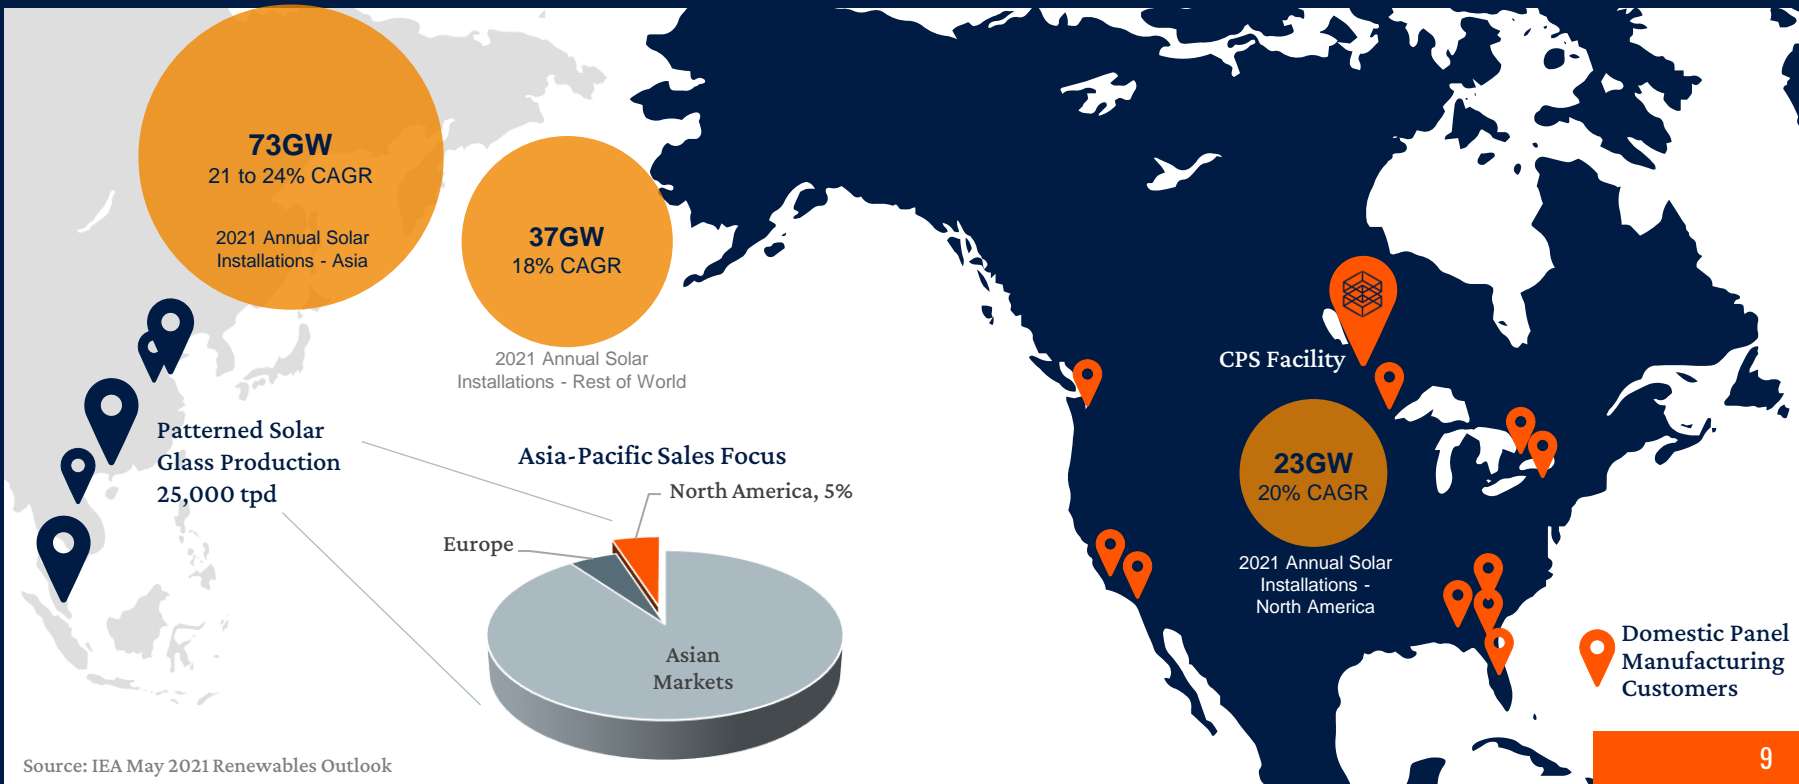 73GW
21 to 24% CAGR
2021 Annual Solar
Installations - Asia
37GW
18% CAGR
2021 Annual Solar
Installations - Rest of World
Patterned Solar
Glass Production
25,000 tpd
Asia-Pacific Sales Focus
North America, 5%
Europe
Asian
Markets
CPS Facility
23GW
20% CAGR
2021 Annual Solar
Installations -
North America
Domestic Panel
Manufacturing
Customers
Source: IEA May 2021 Renewables Outlook
9